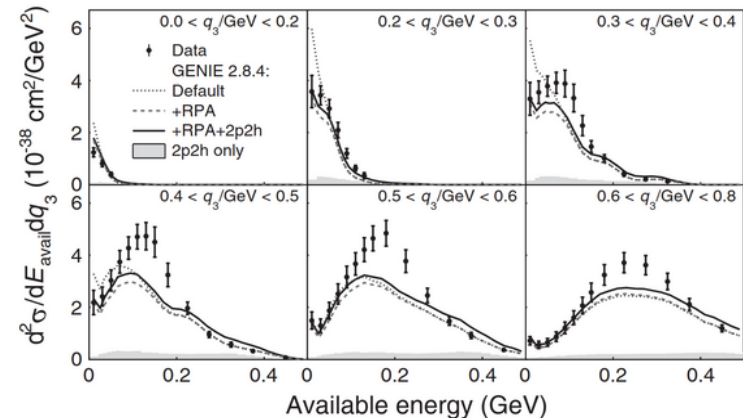 0.0 < q₃/GeV < 0.2
0.2 < q₃/GeV < 0.3
0.3 < q₃/GeV < 0.4
Data
GENIE 2.8.4:
Default
+RPA
+RPA+2p2h
2p2h only
6
4
2
0
0.4 < q₃/GeV < 0.5
0.5 < q₃/GeV < 0.6
0.6 < q₃/GeV < 0.8
6
4
2
0
0 0.2 0.4 0 0.2 0.4 0 0.2 0.4
Available energy (GeV)
d²σ/dE_avail dq₃ (10⁻³⁸ cm²/GeV²)